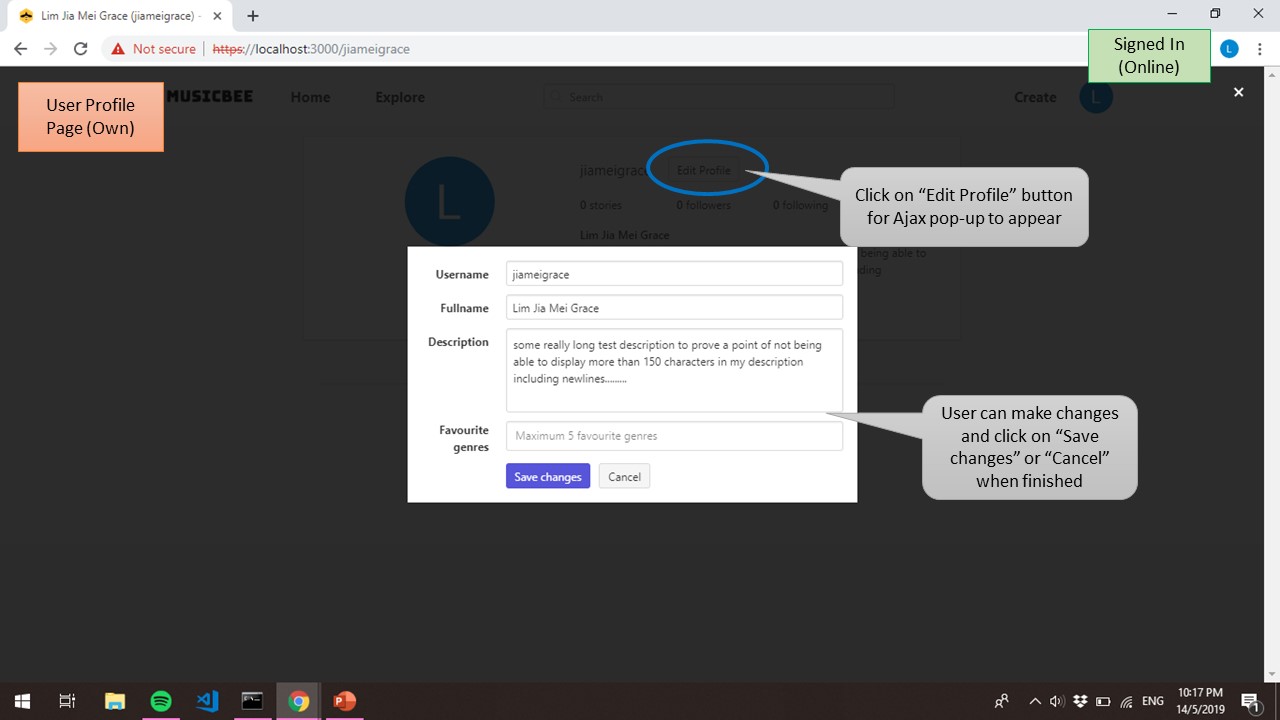 Lim Jia Mei Grace (jiameigrace) -
Not secure
https://localhost:3000/jiameigrace
L
Signed In
(Online)
User Profile
Page (Own)
MUSICBEE
Home
Explore
Search
Create
L
L
jiameigrace
Edit Profile
0 stories
0 followers
0 following
Lim Jia Mei Grace
being able to
Click on “Edit Profile” button
for Ajax pop-up to appear
Username
jiameigrace
Fullname
Lim Jia Mei Grace
Description
some really long test description to prove a point of not being
able to display more than 150 characters in my description
including newlines.........
Favourite
genres
Maximum 5 favourite genres
Save changes
Cancel
User can make changes
and click on “Save
changes” or “Cancel”
when finished
ENG
10:17 PM
14/5/2019
1